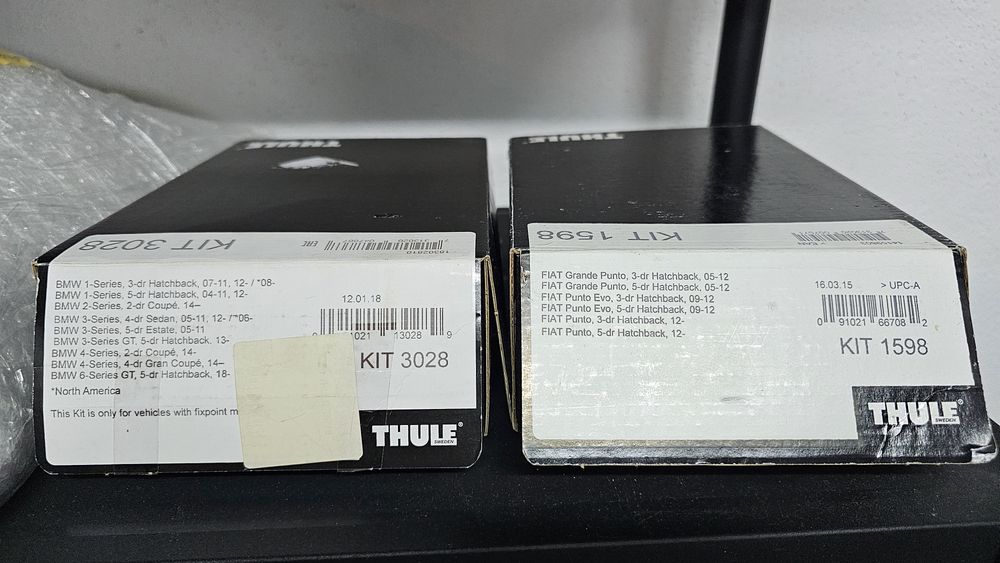 THULE
KIT 3028
BMW 1-Series, 3-dr Hatchback, 07-11, 12- / *08-
BMW 1-Series, 5-dr Hatchback, 04-11, 12-
BMW 2-Series, 2-dr Coupé, 14–
BMW 3-Series, 4-dr Sedan, 05-11, 12- /*06-
BMW 3-Series, 5-dr Estate, 05-11
BMW 3-Series GT, 5-dr Hatchback, 13-
BMW 4-Series, 2-dr Coupé, 14-
BMW 4-Series, 4-dr Gran Coupé, 14–
BMW 6-Series GT, 5-dr Hatchback, 18-
*North America
This Kit is only for vehicles with fixpoint
12.01.18
0 13028 9
KIT 3028
THULE®
SWEDEN
THULE
KIT 1598
FIAT Grande Punto, 3-dr Hatchback, 05-12
FIAT Grande Punto, 5-dr Hatchback, 05-12
FIAT Punto Evo, 3-dr Hatchback, 09-12
FIAT Punto Evo, 5-dr Hatchback, 09-12
FIAT Punto, 3-dr Hatchback, 12-
FIAT Punto, 5-dr Hatchback, 12-
16.03.15 > UPC-A
0 91021 66708 2
KIT 1598
THULE®
SWEDEN